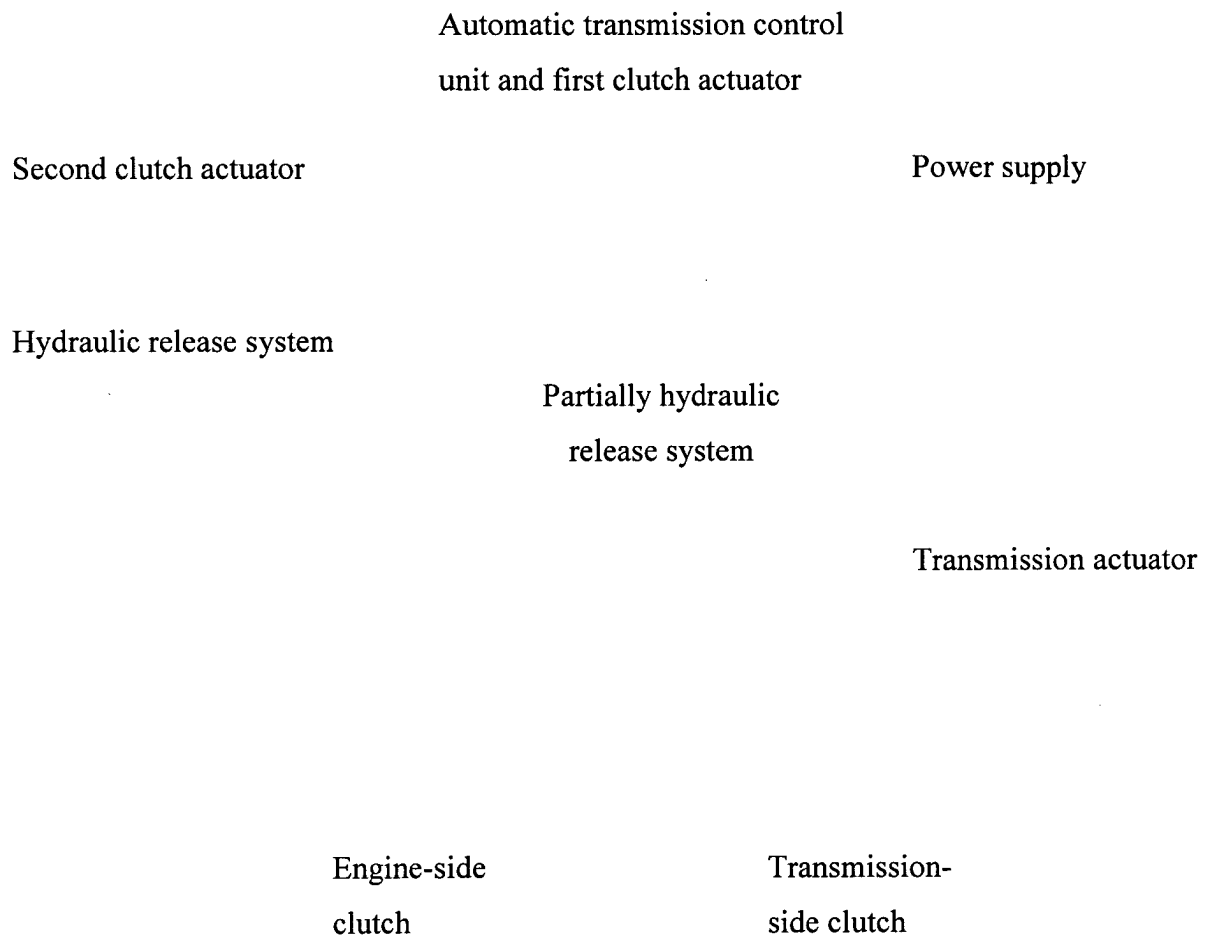 Automatic transmission control
unit and first clutch actuator
Second clutch actuator
Power supply
Hydraulic release system
Partially hydraulic
release system
Transmission actuator
Engine-side
clutch
Transmission-
side clutch